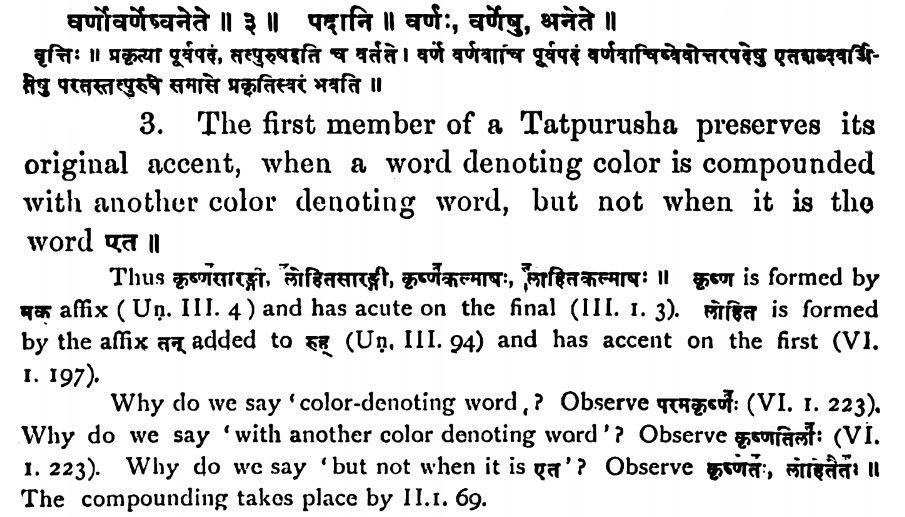 वर्णोवर्णेष्वनेते ॥ ३ ॥ पदानि ॥ वर्णः, वर्णेषु, अनेते ॥
वृत्तिः ॥ प्रकृत्या पूर्वपदं, तत्पुरुषइति च वर्तते । वर्णे वर्णवाचि पूर्वपदं वर्णवाचिष्वेवोत्तरपदेषु एतशब्दवर्जि-
तेषु परतस्तत्पुरुषे समासे प्रकृतिस्वरं भवति ॥
3. The first member of a Tatpurusha preserves its
original accent, when a word denoting color is compounded
with another color denoting word, but not when it is the
word एत ॥
Thus कृष्णसारङ्गः, लोहितसारङ्गः, कृष्णकल्माषः, लोहितकल्माषः ॥ कृष्ण is formed by
नक affix ( Uṇ. III. 4 ) and has acute on the final (III. 1. 3). लोहित is formed
by the affix तन् added to रुह् (Uṇ. III. 94) and has accent on the first (VI.
1. 197).
Why do we say ‘color-denoting word,? Observe परमकृष्णः (VI. 1. 223).
Why do we say ‘with another color denoting word’? Observe कृष्णतिलाः (VI.
1. 223). Why do we say ‘but not when it is एत’? Observe कृष्णेतः, लोहितेतः ॥
The compounding takes place by II.1. 69.